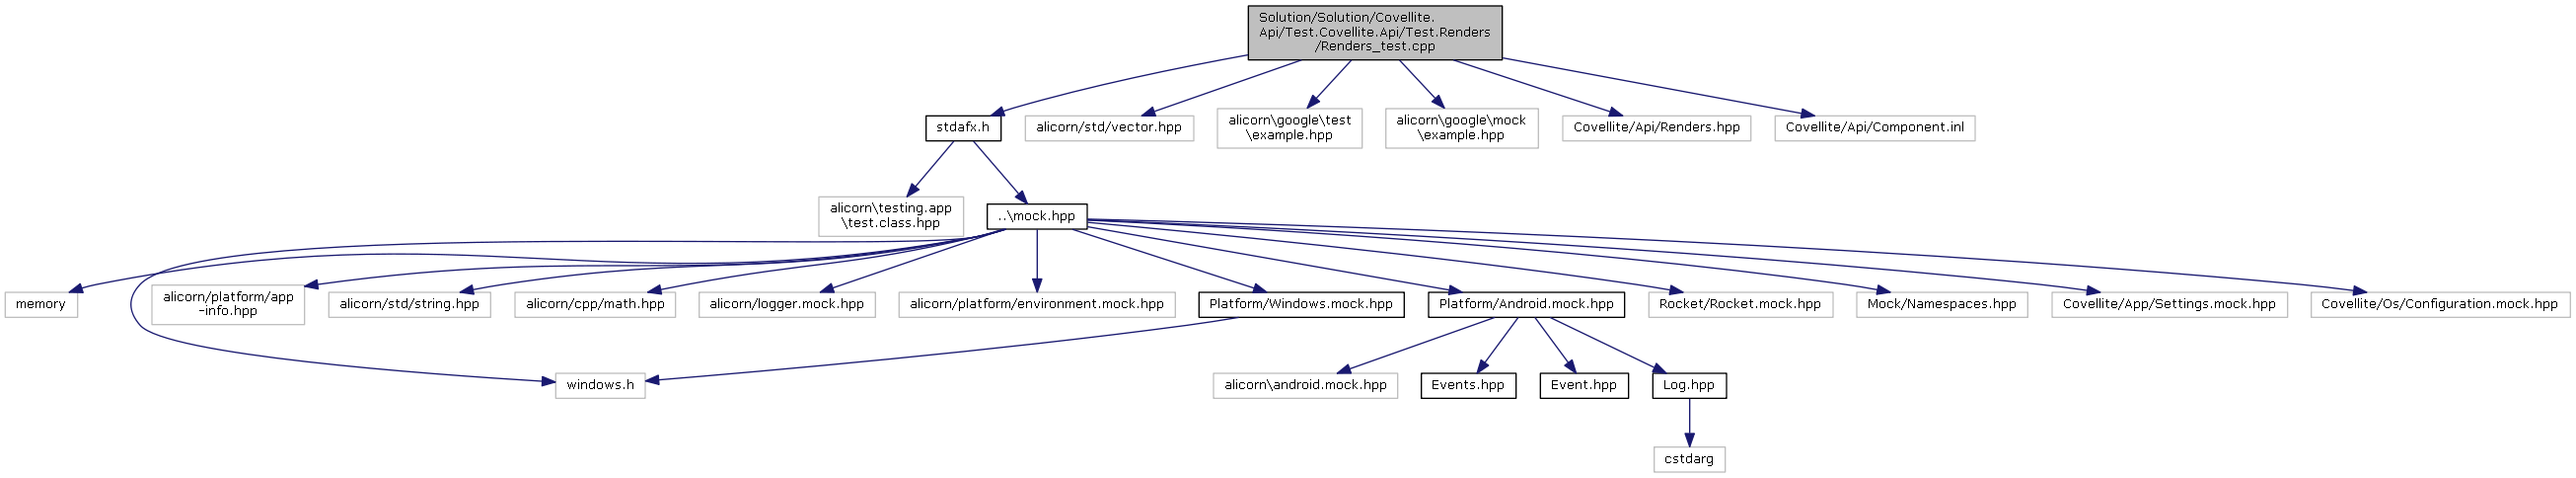 Solution/Solution/Covellite.
Api/Test.Covellite.Api/Test.Renders
/Renders_test.cpp
stdafx.h
alicorn/std/vector.hpp
alicorn\google\test
\example.hpp
alicorn\google\mock
\example.hpp
Covellite/Api/Renders.hpp
Covellite/Api/Component.inl
alicorn\testing.app
\test.class.hpp
..\mock.hpp
memory
alicorn/platform/app
-info.hpp
alicorn/std/string.hpp
alicorn/cpp/math.hpp
alicorn/logger.mock.hpp
alicorn/platform/environment.mock.hpp
Platform/Windows.mock.hpp
Platform/Android.mock.hpp
Rocket/Rocket.mock.hpp
Mock/Namespaces.hpp
Covellite/App/Settings.mock.hpp
Covellite/Os/Configuration.mock.hpp
windows.h
alicorn\android.mock.hpp
Events.hpp
Event.hpp
Log.hpp
cstdarg